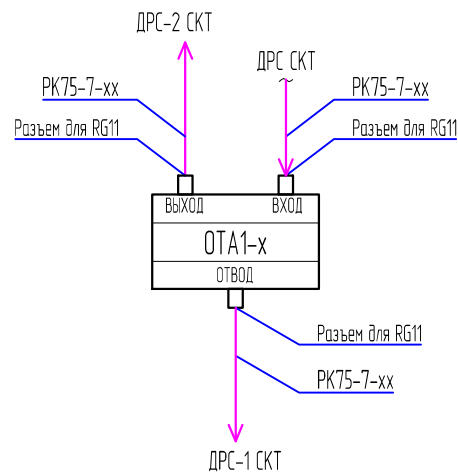 ДРС-2 СКТ
ДРС СКТ
РК75-7-хх
РК75-7-хх
Разъем для RG11
Разъем для RG11
ВЫХОД
ВХОД
ОТА1-х
ОТВОД
Разъем для RG11
РК75-7-хх
ДРС-1 СКТ